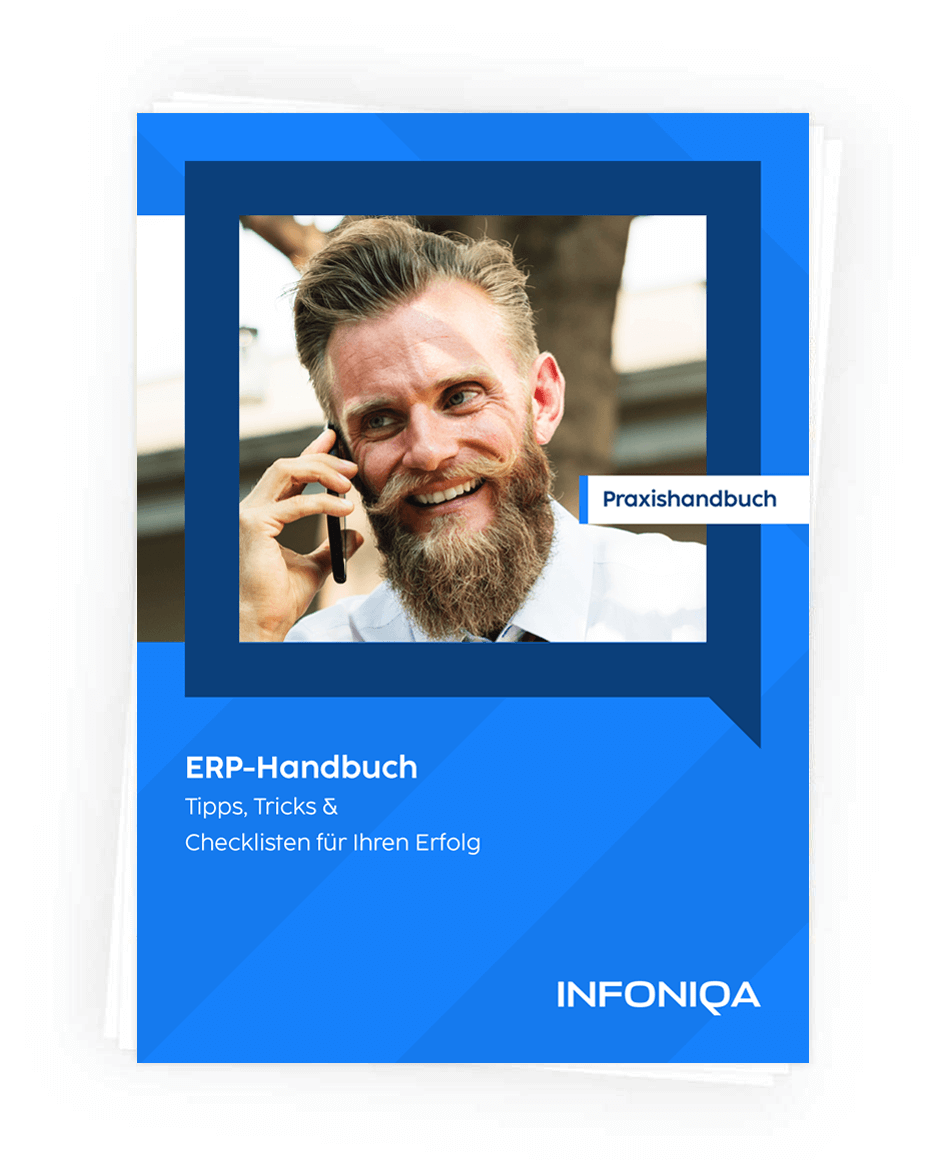 Praxishandbuch
ERP-Handbuch
Tipps, Tricks &
Checklisten für Ihren Erfolg
INFONIQA